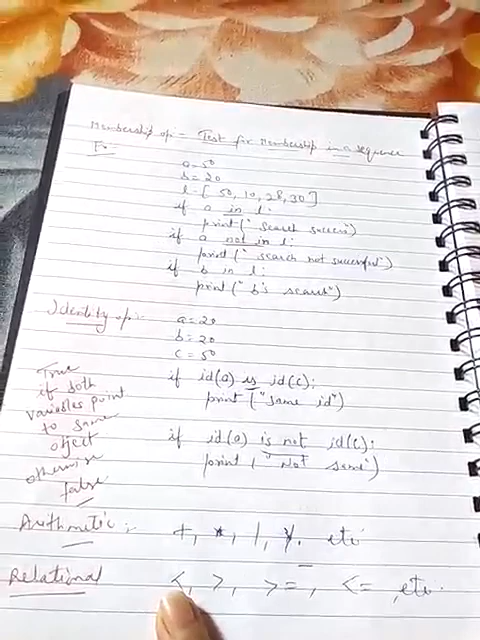 Membership op:- Test for Membership in a sequence
Ex:-
a=50
b=20
l=[50, 10, 28, 30]
if a in l:
print("search success")
if a not in l:
print("search not successful")
if b in l:
print("b's search")
Identity op:-
a=20
b=20
c=50
True
if both
variables point
to same
object
otherwise
false
if id(a) is id(c):
print("same id")
if id(a) is not id(c):
print("Not same")
Arithmetic:- +, *, /, %. etc
Relational <, >, >=, <=, etc.